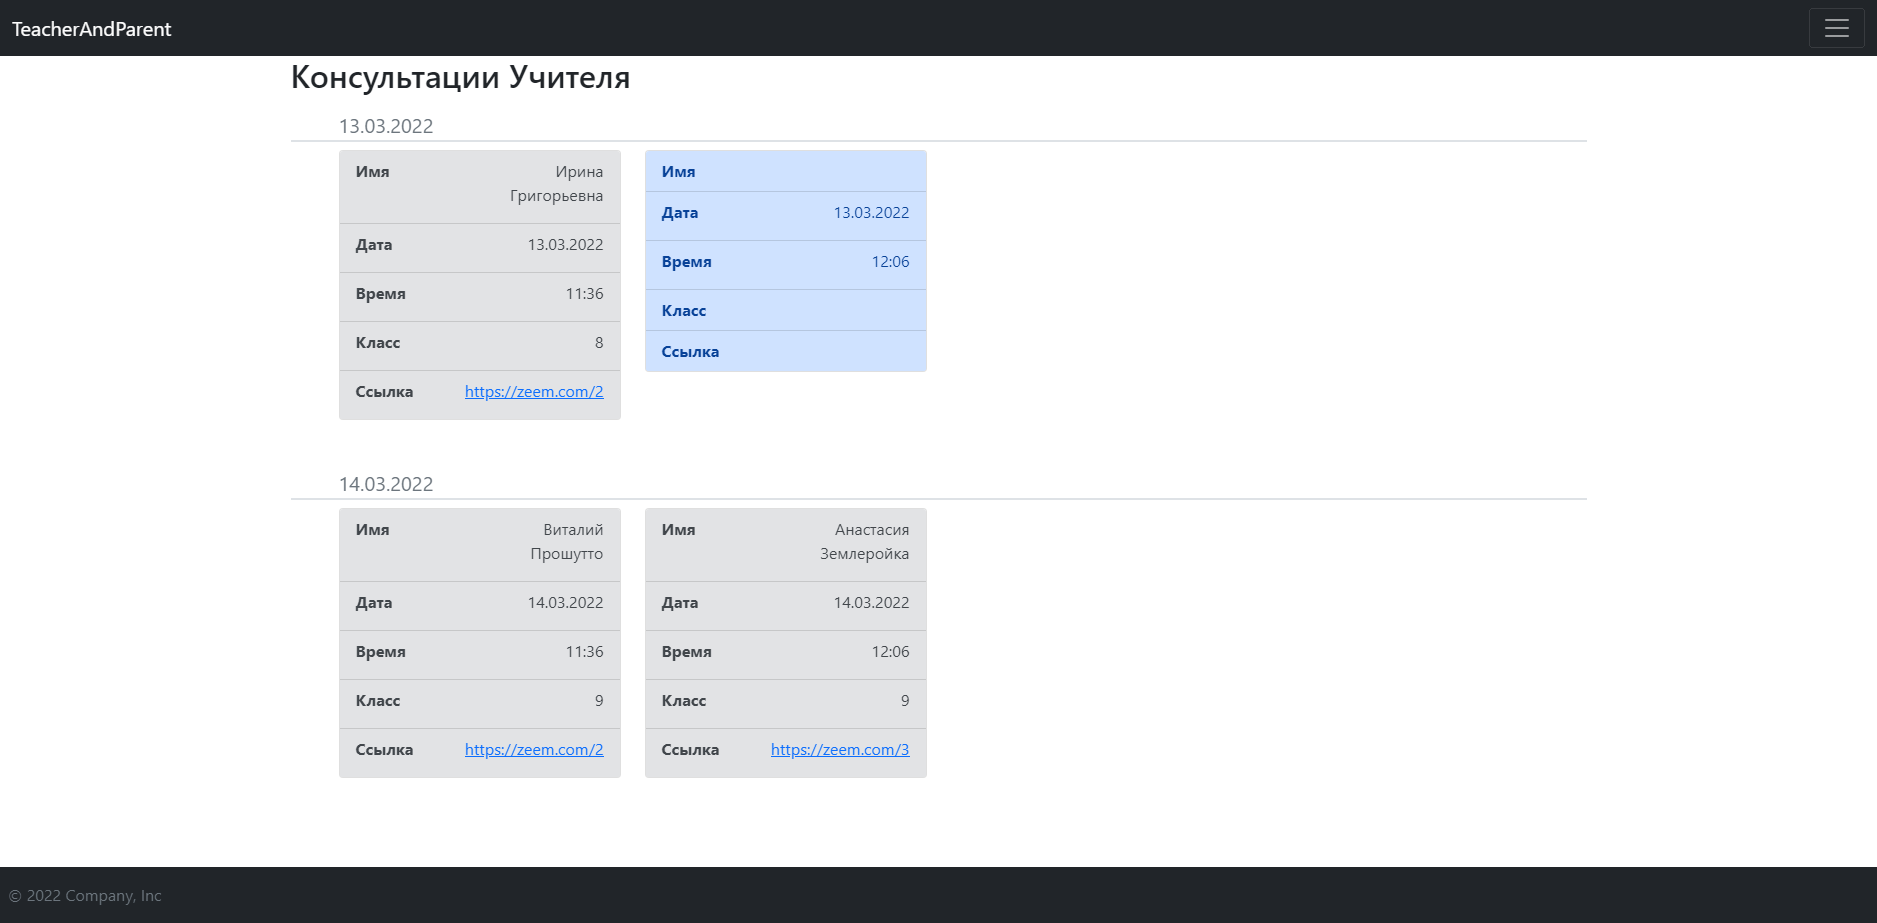 TeacherAndParent
Консультации Учителя
13.03.2022
Имя Ирина
Григорьевна
Дата 13.03.2022
Время 11:36
Класс 8
Ссылка https://zeem.com/2
Имя
Дата 13.03.2022
Время 12:06
Класс
Ссылка
14.03.2022
Имя Виталий
Прошутто
Дата 14.03.2022
Время 11:36
Класс 9
Ссылка https://zeem.com/2
Имя Анастасия
Землеройка
Дата 14.03.2022
Время 12:06
Класс 9
Ссылка https://zeem.com/3
© 2022 Company, Inc